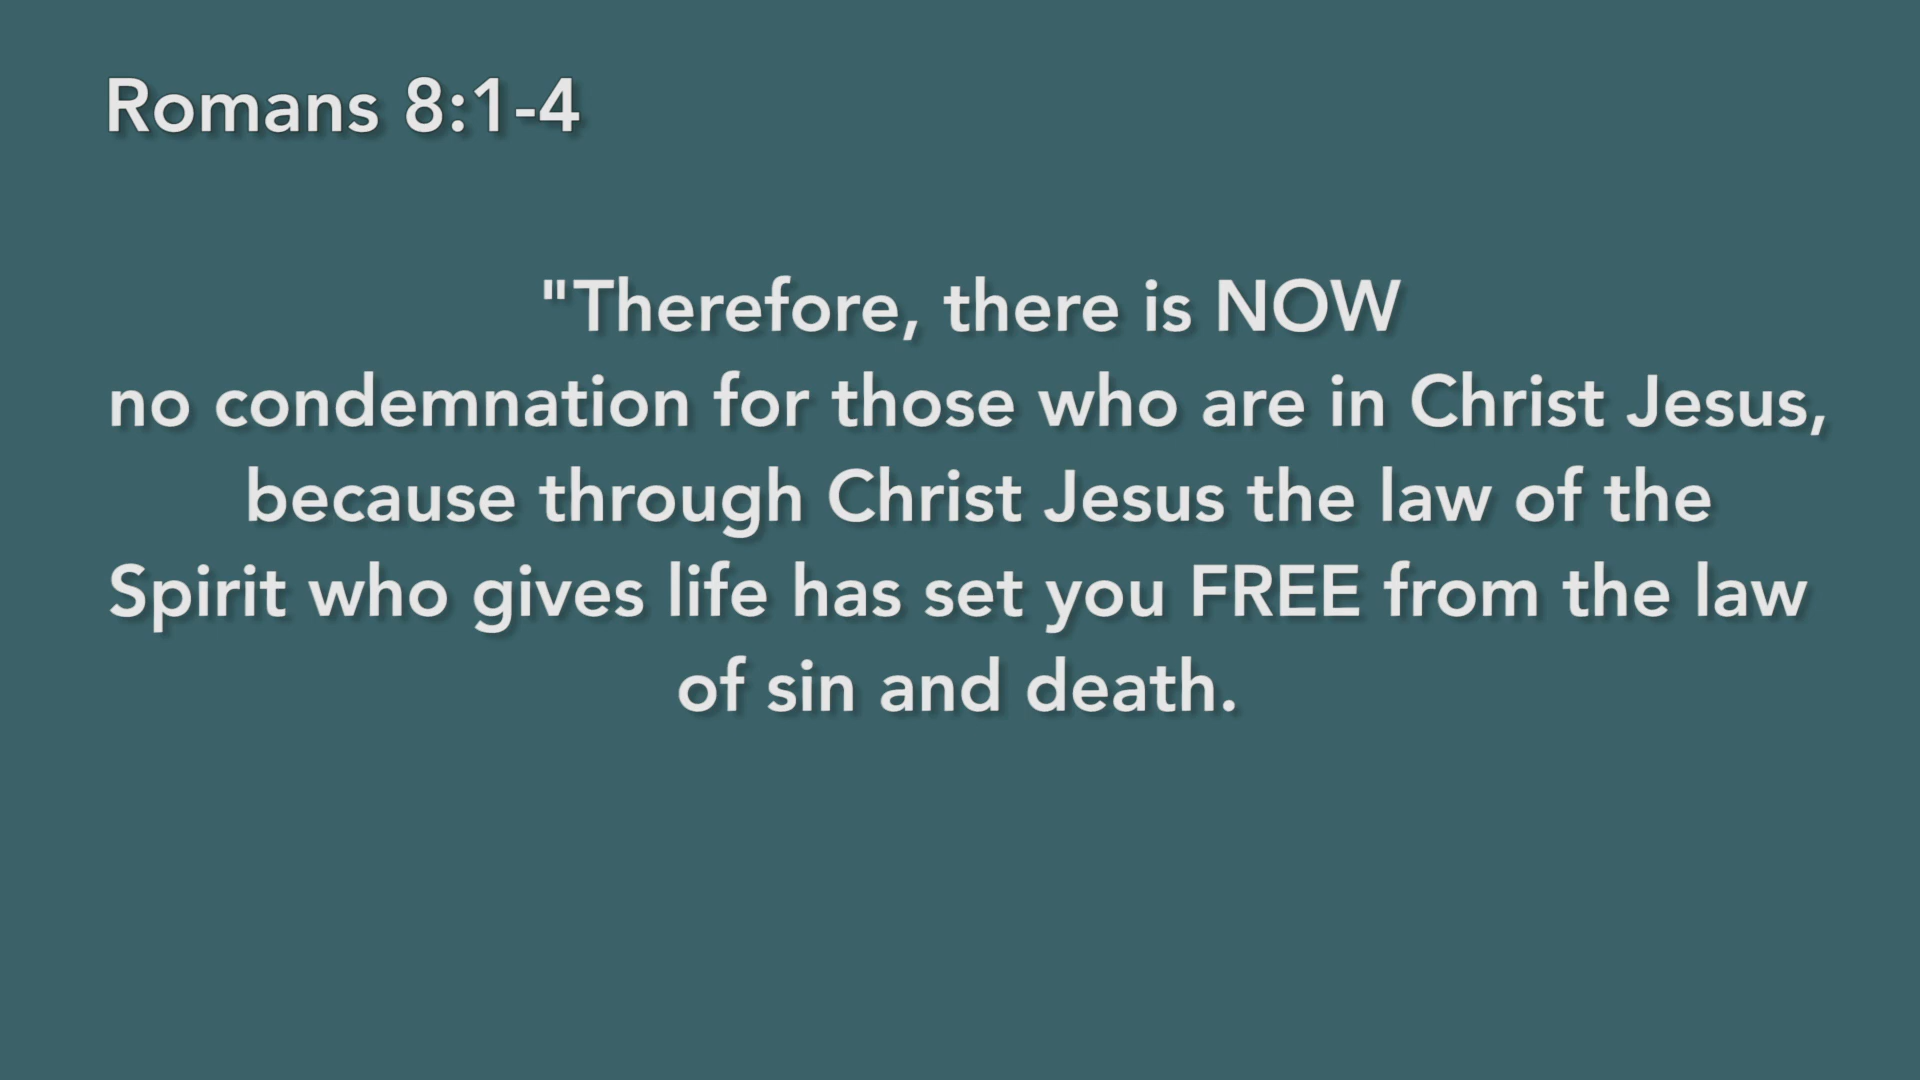 Romans 8:1-4
"Therefore, there is NOW
no condemnation for those who are in Christ Jesus,
because through Christ Jesus the law of the
Spirit who gives life has set you FREE from the law
of sin and death.